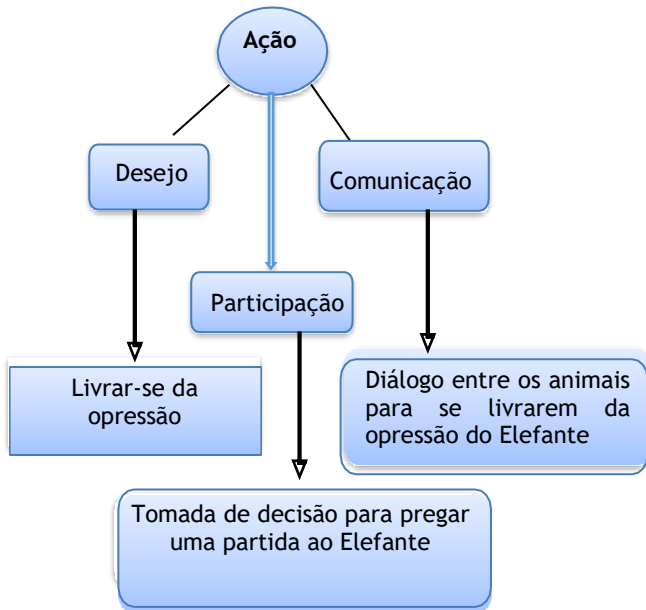 Ação
Desejo
Comunicação
Participação
Livrar-se da
opressão
Diálogo entre os animais
para se livrarem da
opressão do Elefante
Tomada de decisão para pregar
uma partida ao Elefante